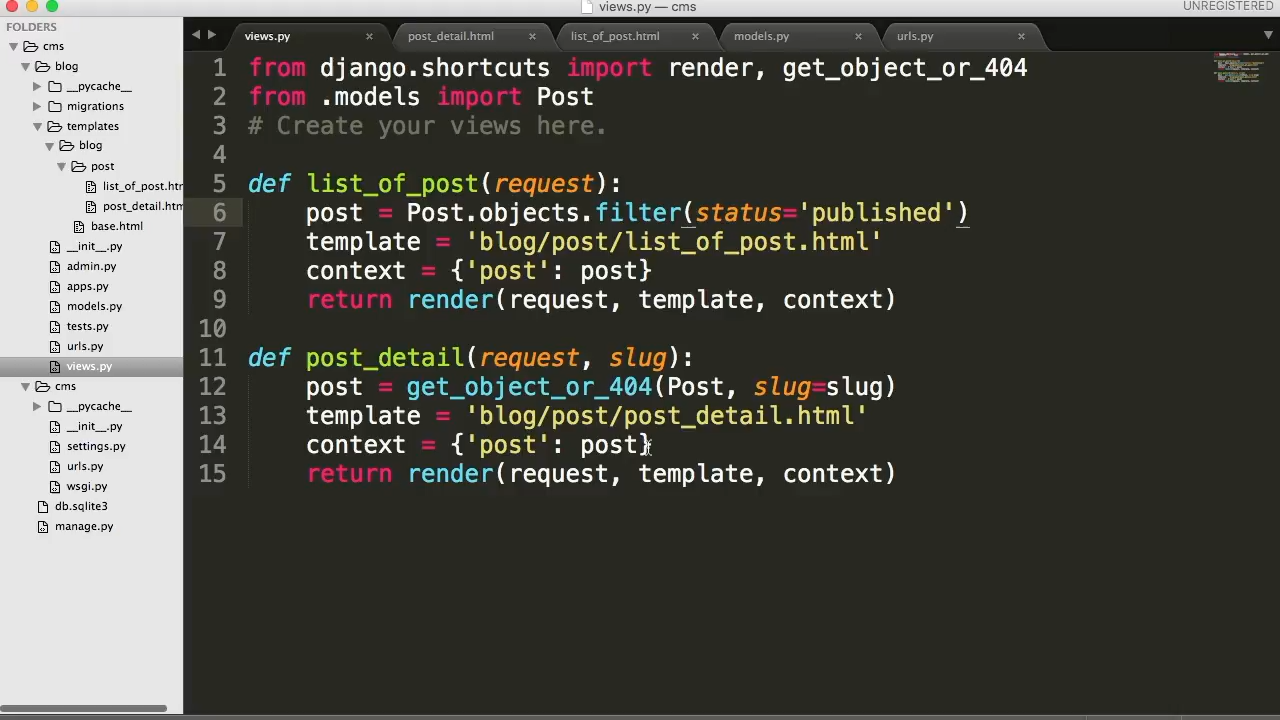 views.py — cms
UNREGISTERED
FOLDERS
cms
blog
__pycache__
migrations
templates
blog
post
list_of_post.htm
post_detail.htm
base.html
__init__.py
admin.py
apps.py
models.py
tests.py
urls.py
views.py
cms
__pycache__
__init__.py
settings.py
urls.py
wsgi.py
db.sqlite3
manage.py
views.py × post_detail.html × list_of_post.html × models.py × urls.py ×
1 from django.shortcuts import render, get_object_or_404
2 from .models import Post
3 # Create your views here.
4
5 def list_of_post(request):
6     post = Post.objects.filter(status='published')
7     template = 'blog/post/list_of_post.html'
8     context = {'post': post}
9     return render(request, template, context)
10
11 def post_detail(request, slug):
12     post = get_object_or_404(Post, slug=slug)
13     template = 'blog/post/post_detail.html'
14     context = {'post': post}
15     return render(request, template, context)